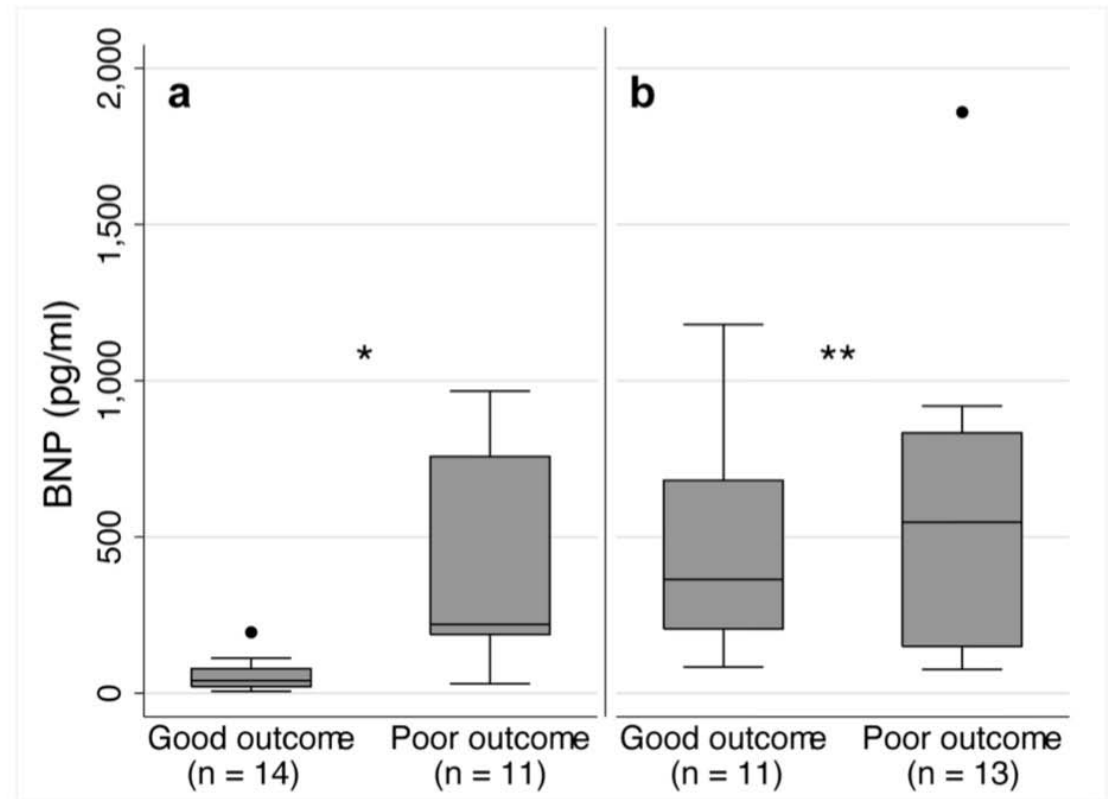 2,000
1,500
1,000
500
0
BNP (pg/ml)
a
*
Good outcome
(n = 14)
Poor outcome
(n = 11)
b
**
Good outcome
(n = 11)
Poor outcome
(n = 13)